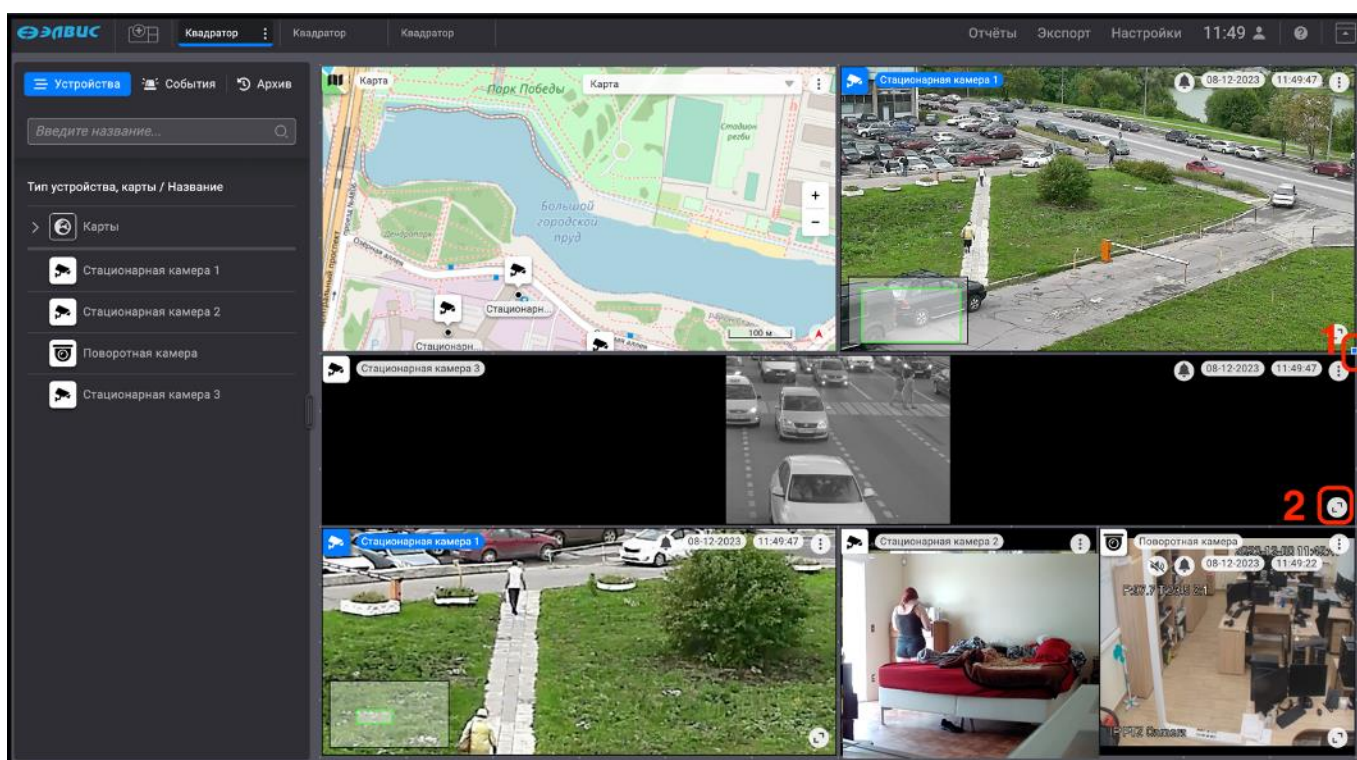 ЭЛВИС
Квадратор
Квадратор
Квадратор
Отчёты
Экспорт
Настройки
11:49
?
Устройства
События
Архив
Введите название...
Тип устройства, карты / Название
Карты
Стационарная камера 1
Стационарная камера 2
Поворотная камера
Стационарная камера 3
Карта
Карта
Парк Победы
Стадион
регби
Большой
городской
пруд
Дендропарк
Озёрная аллея
Стационарн...
Стационарн...
+
−
100 м
Стационарная камера 1
08-12-2023
11:49:47
1
Стационарная камера 3
08-12-2023
11:49:47
2
Стационарная камера 1
08-12-2023
11:49:47
Стационарная камера 2
Поворотная камера
08-12-2023
11:49:22